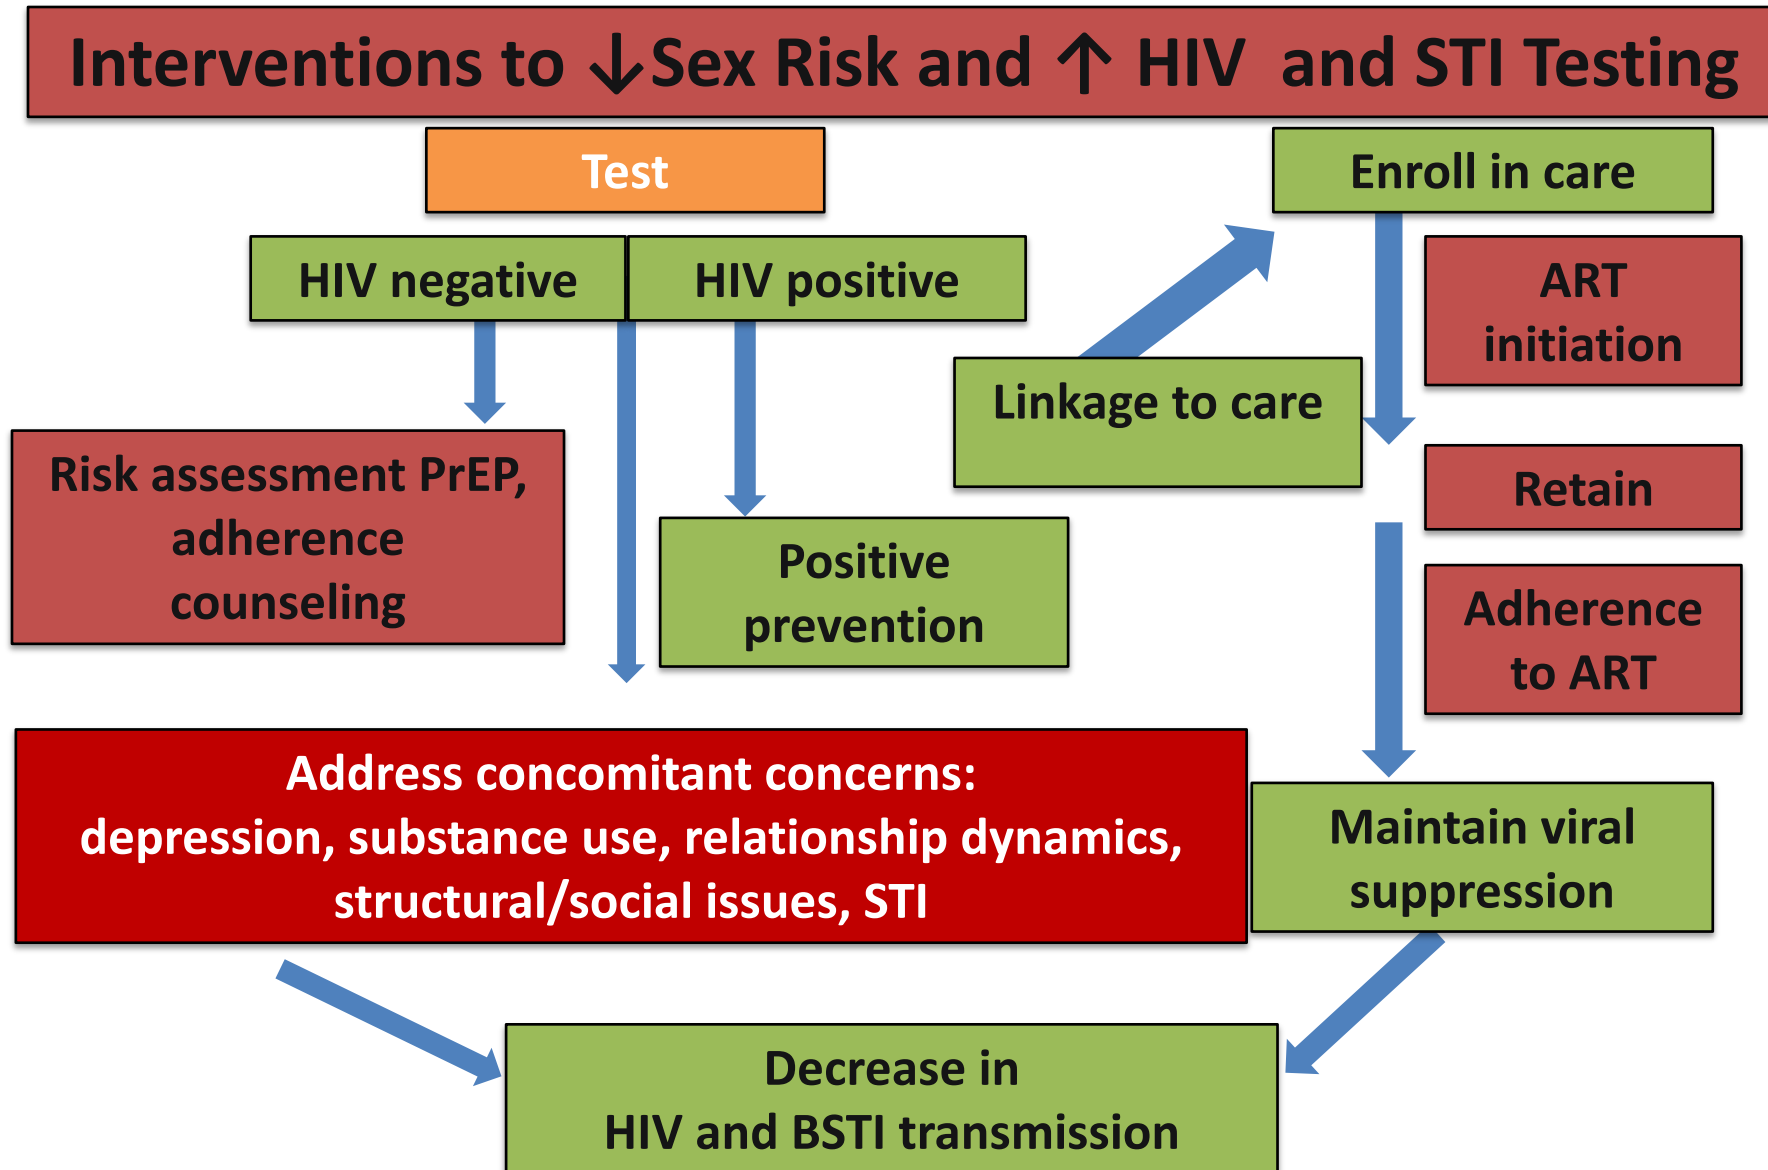 Interventions to ↓Sex Risk and ↑ HIV and STI Testing
Test
Enroll in care
HIV negative
HIV positive
ART
initiation
Linkage to care
Risk assessment PrEP,
adherence
counseling
Retain
Positive
prevention
Adherence
to ART
Address concomitant concerns:
depression, substance use, relationship dynamics,
structural/social issues, STI
Maintain viral
suppression
Decrease in
HIV and BSTI transmission